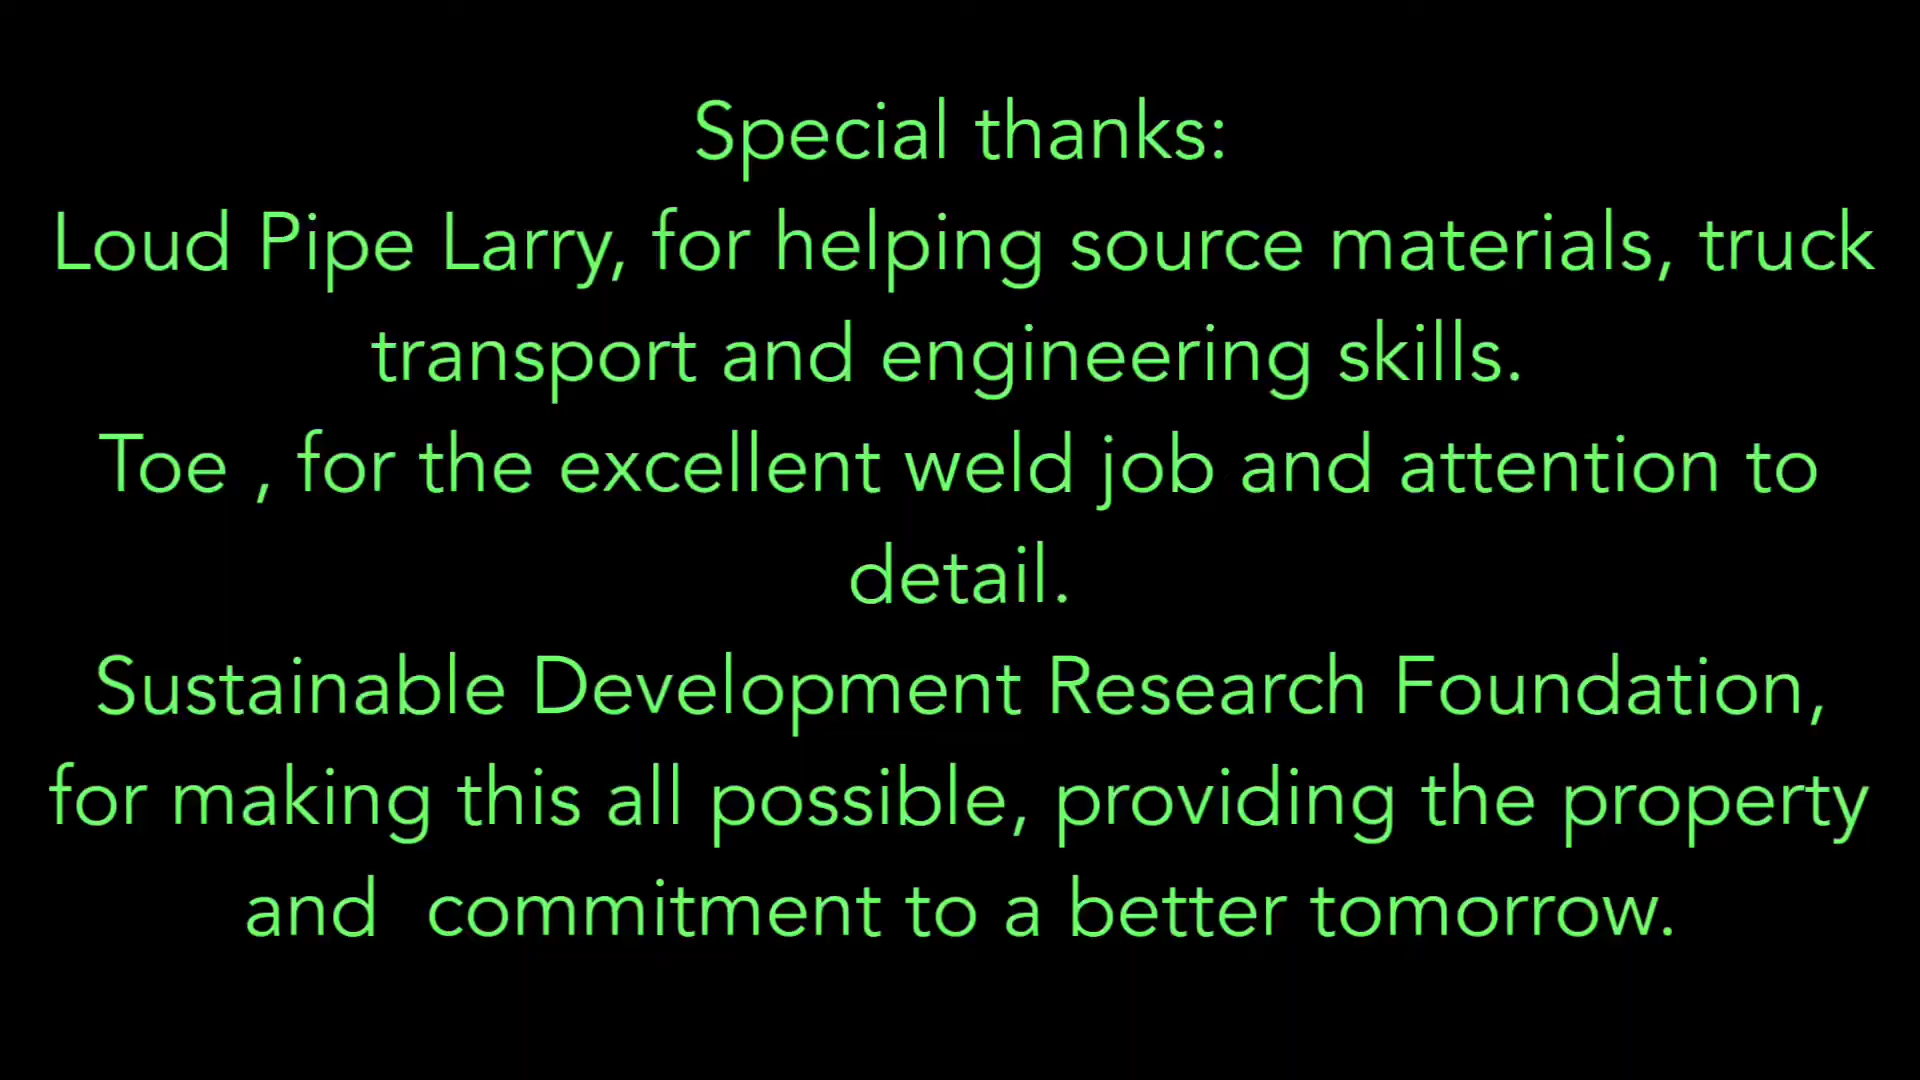 Special thanks:
Loud Pipe Larry, for helping source materials, truck
transport and engineering skills.
Toe , for the excellent weld job and attention to
detail.
Sustainable Development Research Foundation,
for making this all possible, providing the property
and  commitment to a better tomorrow.